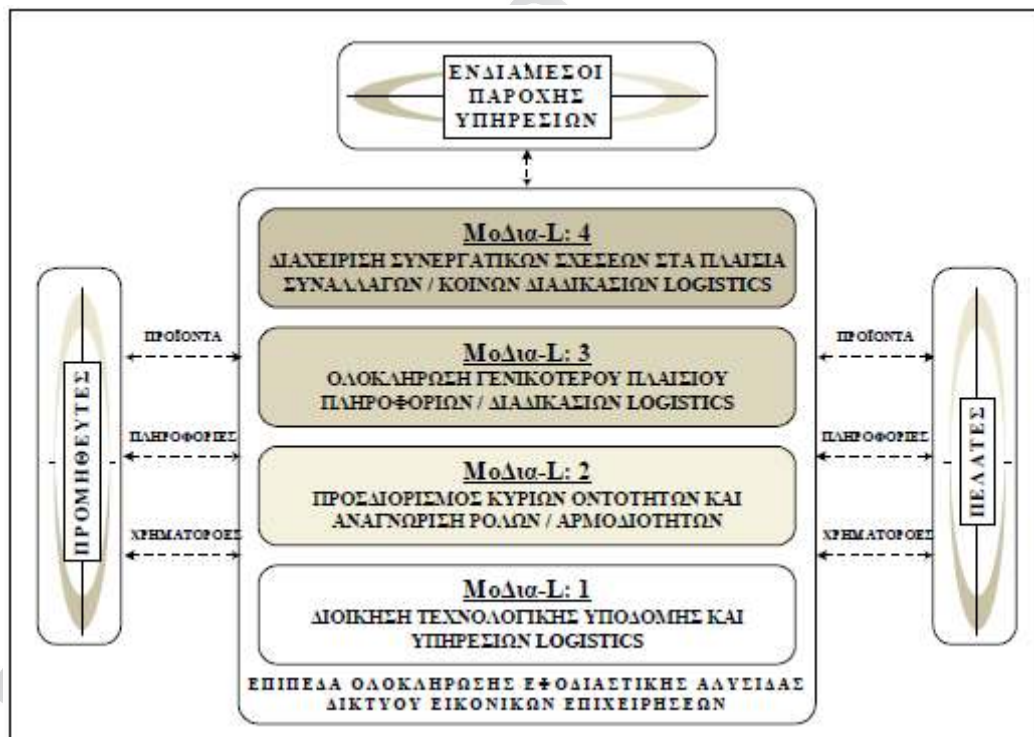 ΕΝΔΙΑΜΕΣΟΙ
ΠΑΡΟΧΗΣ
ΥΠΗΡΕΣΙΩΝ
ΜοΔια-L: 4
ΔΙΑΧΕΙΡΙΣΗ ΣΥΝΕΡΓΑΤΙΚΩΝ ΣΧΕΣΕΩΝ ΣΤΑ ΠΛΑΙΣΙΑ
ΣΥΝΑΛΛΑΓΩΝ / ΚΟΙΝΩΝ ΔΙΑΔΙΚΑΣΙΩΝ LOGISTICS
ΜοΔια-L: 3
ΟΛΟΚΛΗΡΩΣΗ ΓΕΝΙΚΟΤΕΡΟΥ ΠΛΑΙΣΙΟΥ
ΠΛΗΡΟΦΟΡΙΩΝ / ΔΙΑΔΙΚΑΣΙΩΝ LOGISTICS
ΜοΔια-L: 2
ΠΡΟΣΔΙΟΡΙΣΜΟΣ ΚΥΡΙΩΝ ΟΝΤΟΤΗΤΩΝ ΚΑΙ
ΑΝΑΓΝΩΡΙΣΗ ΡΟΛΩΝ / ΑΡΜΟΔΙΟΤΗΤΩΝ
ΜοΔια-L: 1
ΔΙΟΙΚΗΣΗ ΤΕΧΝΟΛΟΓΙΚΗΣ ΥΠΟΔΟΜΗΣ ΚΑΙ
ΥΠΗΡΕΣΙΩΝ LOGISTICS
ΕΠΙΠΕΔΑ ΟΛΟΚΛΗΡΩΣΗΣ ΕΦΟΔΙΑΣΤΙΚΗΣ ΑΛΥΣΙΔΑΣ
ΔΙΚΤΥΟΥ ΕΙΚΟΝΙΚΩΝ ΕΠΙΧΕΙΡΗΣΕΩΝ
ΠΡΟΜΗΘΕΥΤΕΣ
ΠΡΟΪΟΝΤΑ
ΠΛΗΡΟΦΟΡΙΕΣ
ΧΡΗΜΑΤΟΡΟΕΣ
ΠΡΟΪΟΝΤΑ
ΠΛΗΡΟΦΟΡΙΕΣ
ΧΡΗΜΑΤΟΡΟΕΣ
ΠΕΛΑΤΕΣ